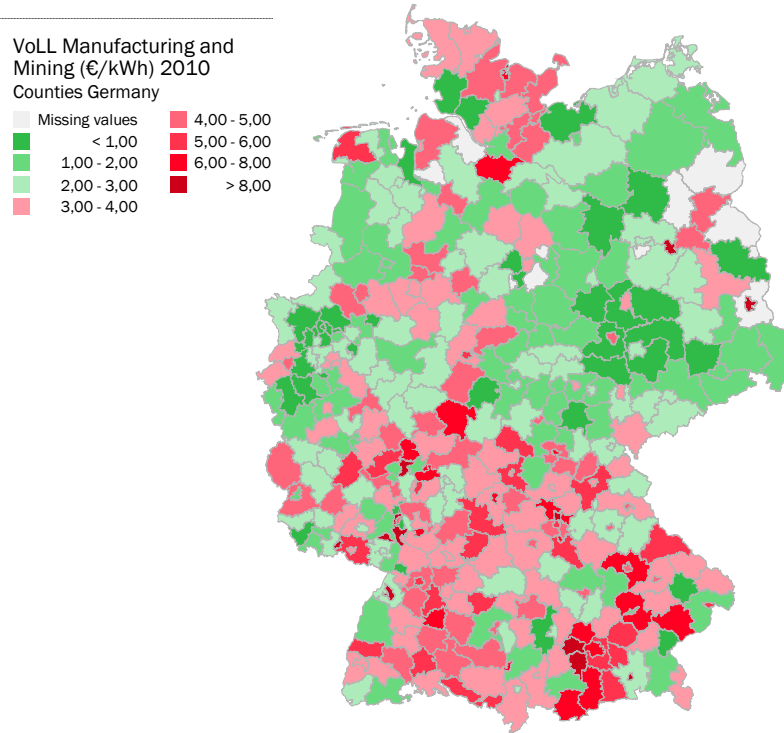 VoLL Manufacturing and
Mining (€/kWh) 2010
Counties Germany
Missing values
< 1,00
1,00 - 2,00
2,00 - 3,00
3,00 - 4,00
4,00 - 5,00
5,00 - 6,00
6,00 - 8,00
> 8,00